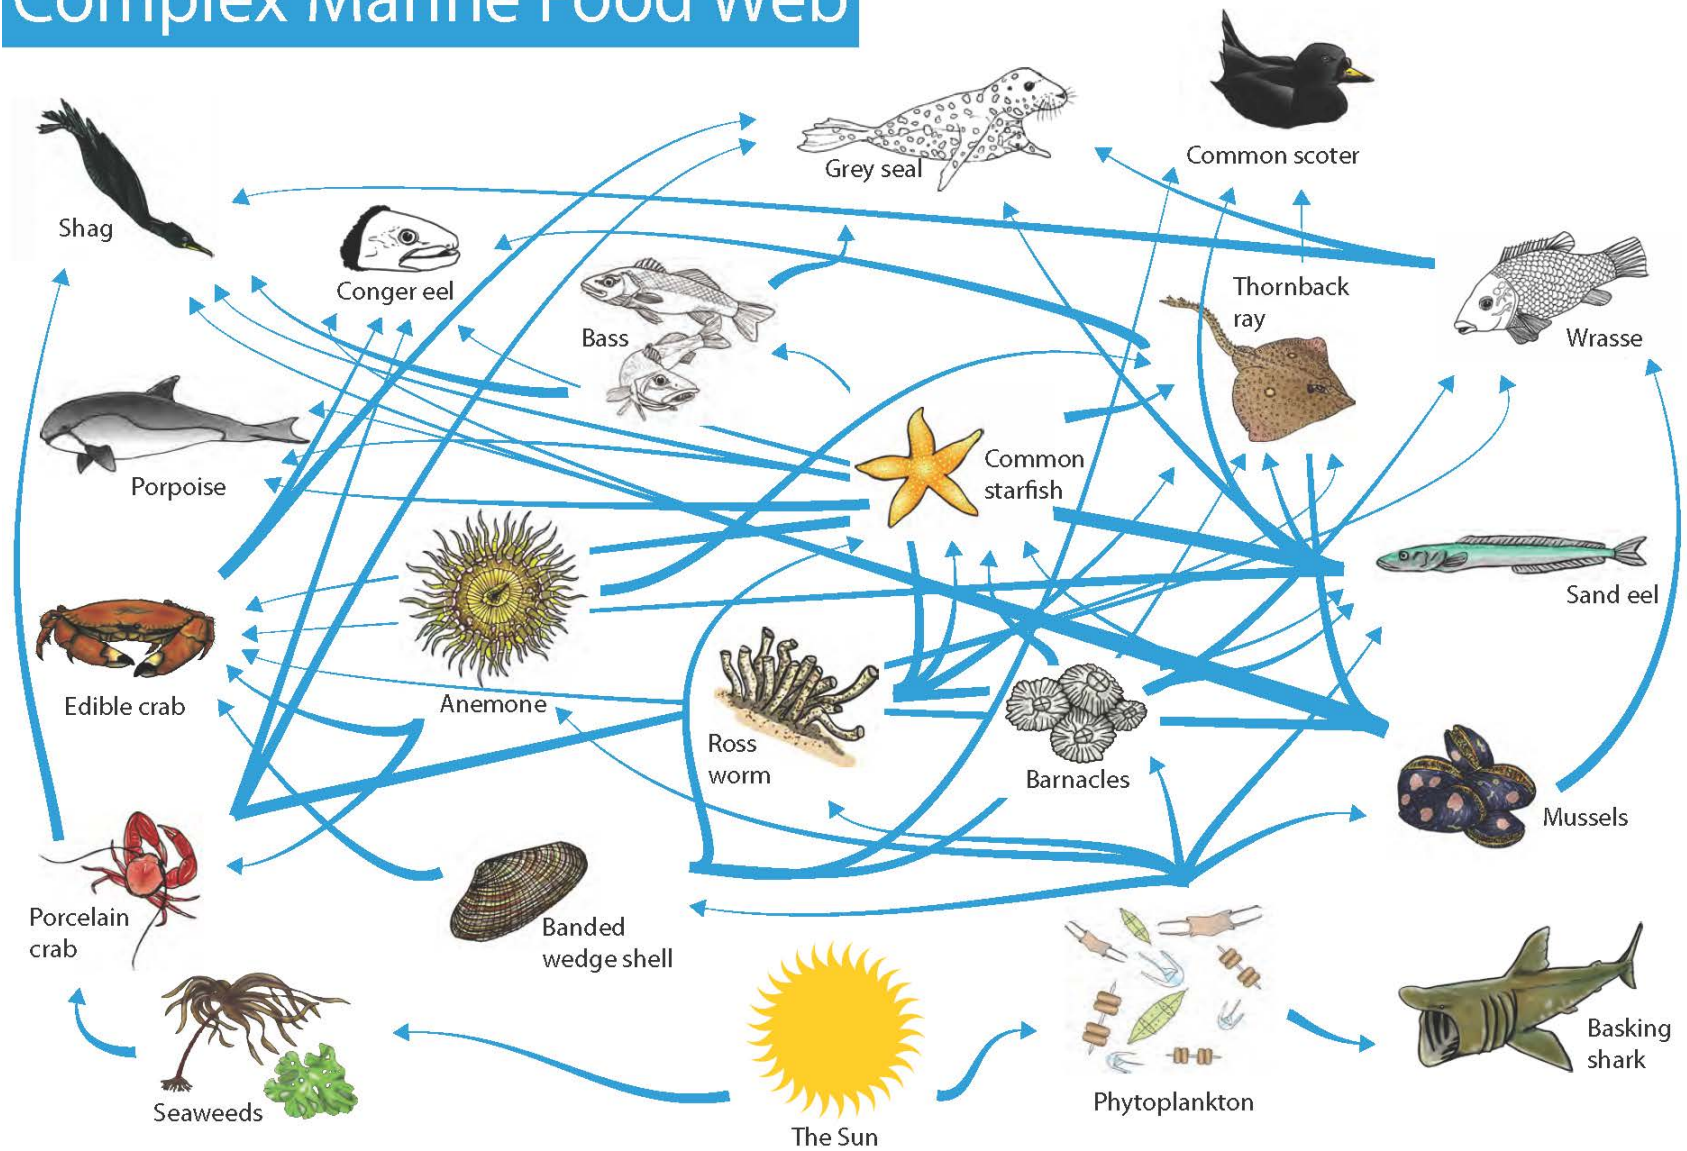 Complex Marine Food Web
Common scoter
Grey seal
Shag
Conger eel
Thornback
ray
Bass
Wrasse
Common
starfish
Porpoise
Sand eel
Edible crab
Anemone
Ross
worm
Barnacles
Mussels
Porcelain
crab
Banded
wedge shell
Basking
shark
Seaweeds
Phytoplankton
The Sun